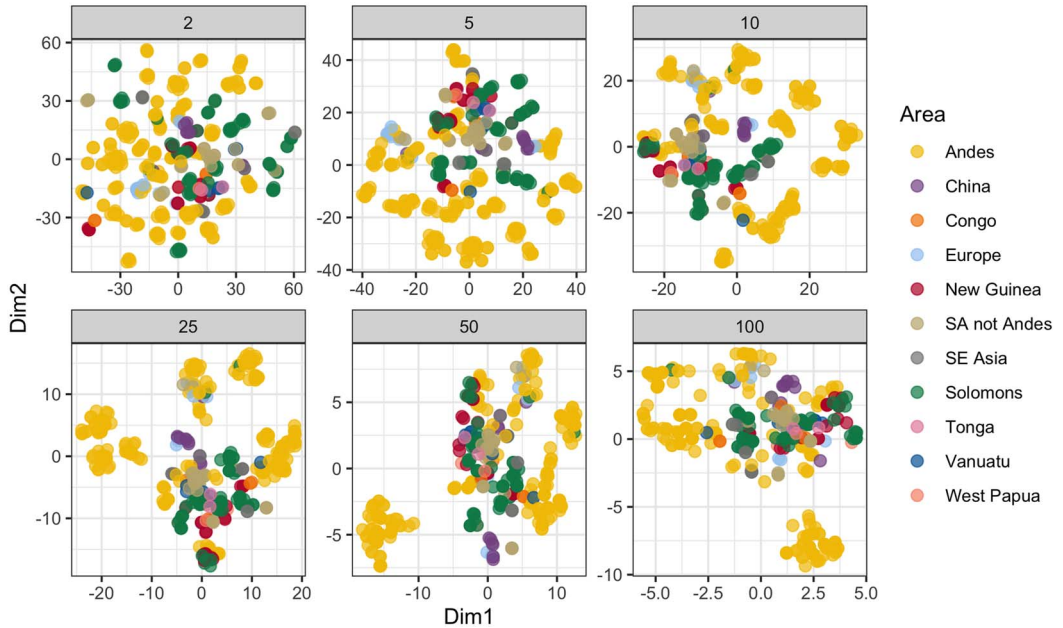 2 5 10
60
30
0
-30
-30 0 30 60
40
20
0
-20
-40
-40 -20 0 20 40
20
0
-20
-20 0 20
25 50 100
10
0
-10
-20 -10 0 10 20
5
0
-5
-10 0 10
5
0
-5
-10
-5.0 -2.5 0.0 2.5 5.0
Dim2
Dim1
Area
Andes
China
Congo
Europe
New Guinea
SA not Andes
SE Asia
Solomons
Tonga
Vanuatu
West Papua